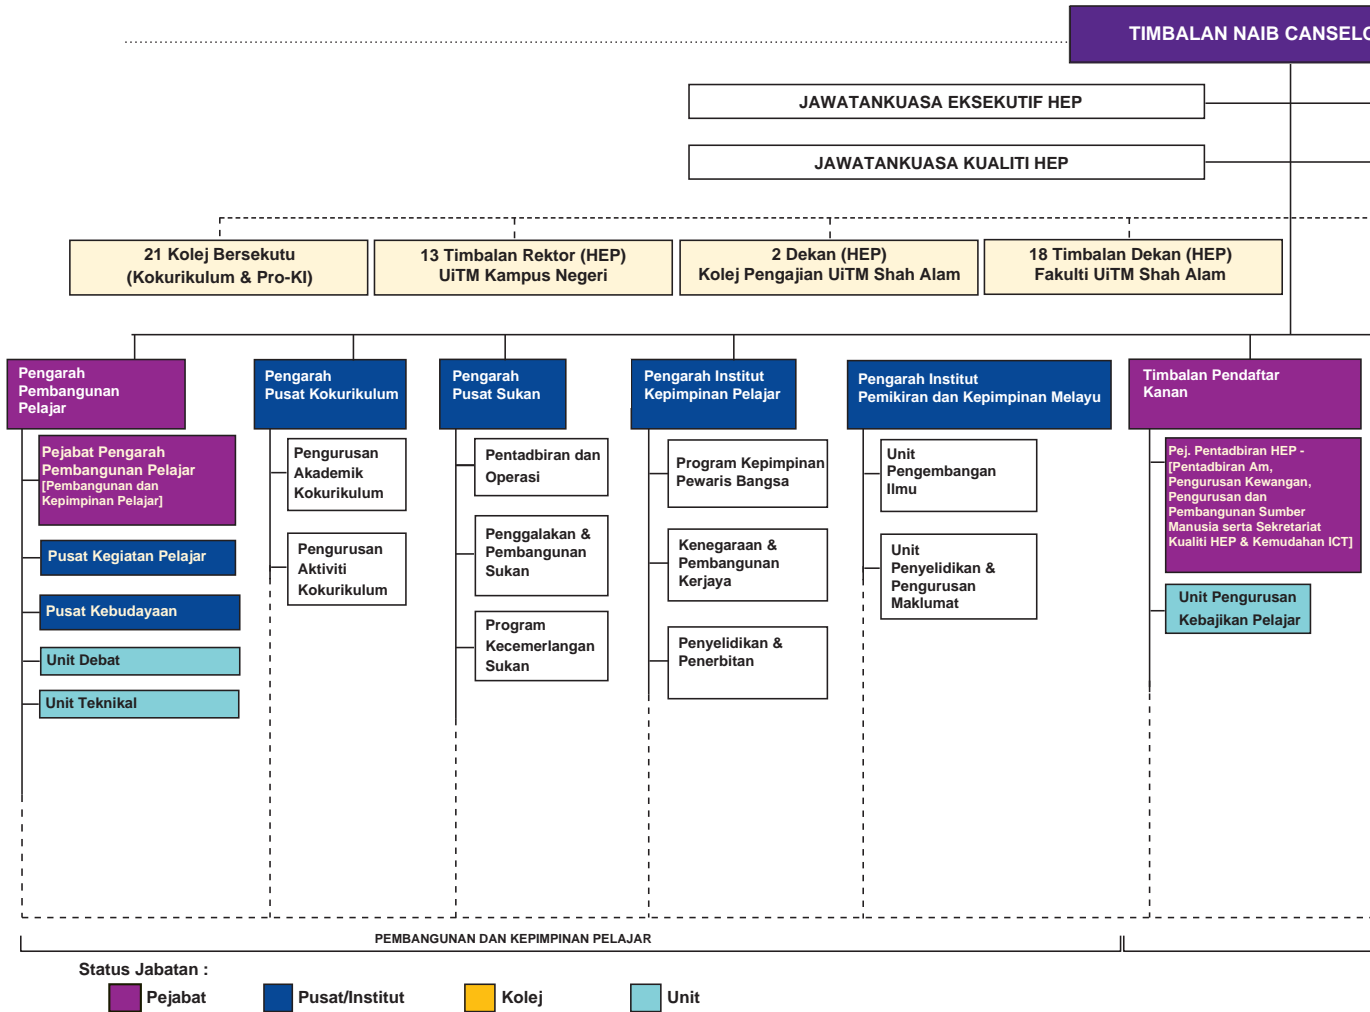 TIMBALAN NAIB CANSELO
JAWATANKUASA EKSEKUTIF HEP
JAWATANKUASA KUALITI HEP
21 Kolej Bersekutu
(Kokurikulum & Pro-KI)
13 Timbalan Rektor (HEP)
UiTM Kampus Negeri
2 Dekan (HEP)
Kolej Pengajian UiTM Shah Alam
18 Timbalan Dekan (HEP)
Fakulti UiTM Shah Alam
Pengarah
Pembangunan
Pelajar
Pejabat Pengarah
Pembangunan Pelajar
[Pembangunan dan
Kepimpinan Pelajar]
Pusat Kegiatan Pelajar
Pusat Kebudayaan
Unit Debat
Unit Teknikal
Pengarah
Pusat Kokurikulum
Pengurusan
Akademik
Kokurikulum
Pengurusan
Aktiviti
Kokurikulum
Pengarah
Pusat Sukan
Pentadbiran dan
Operasi
Penggalakan &
Pembangunan
Sukan
Program
Kecemerlangan
Sukan
Pengarah Institut
Kepimpinan Pelajar
Program Kepimpinan
Pewaris Bangsa
Kenegaraan &
Pembangunan
Kerjaya
Penyelidikan &
Penerbitan
Pengarah Institut
Pemikiran dan Kepimpinan Melayu
Unit
Pengembangan
Ilmu
Unit
Penyelidikan &
Pengurusan
Maklumat
Timbalan Pendaftar
Kanan
Pej. Pentadbiran HEP -
[Pentadbiran Am,
Pengurusan Kewangan,
Pengurusan dan
Pembangunan Sumber
Manusia serta Sekretariat
Kualiti HEP & Kemudahan ICT]
Unit Pengurusan
Kebajikan Pelajar
PEMBANGUNAN DAN KEPIMPINAN PELAJAR
Status Jabatan :
Pejabat
Pusat/Institut
Kolej
Unit